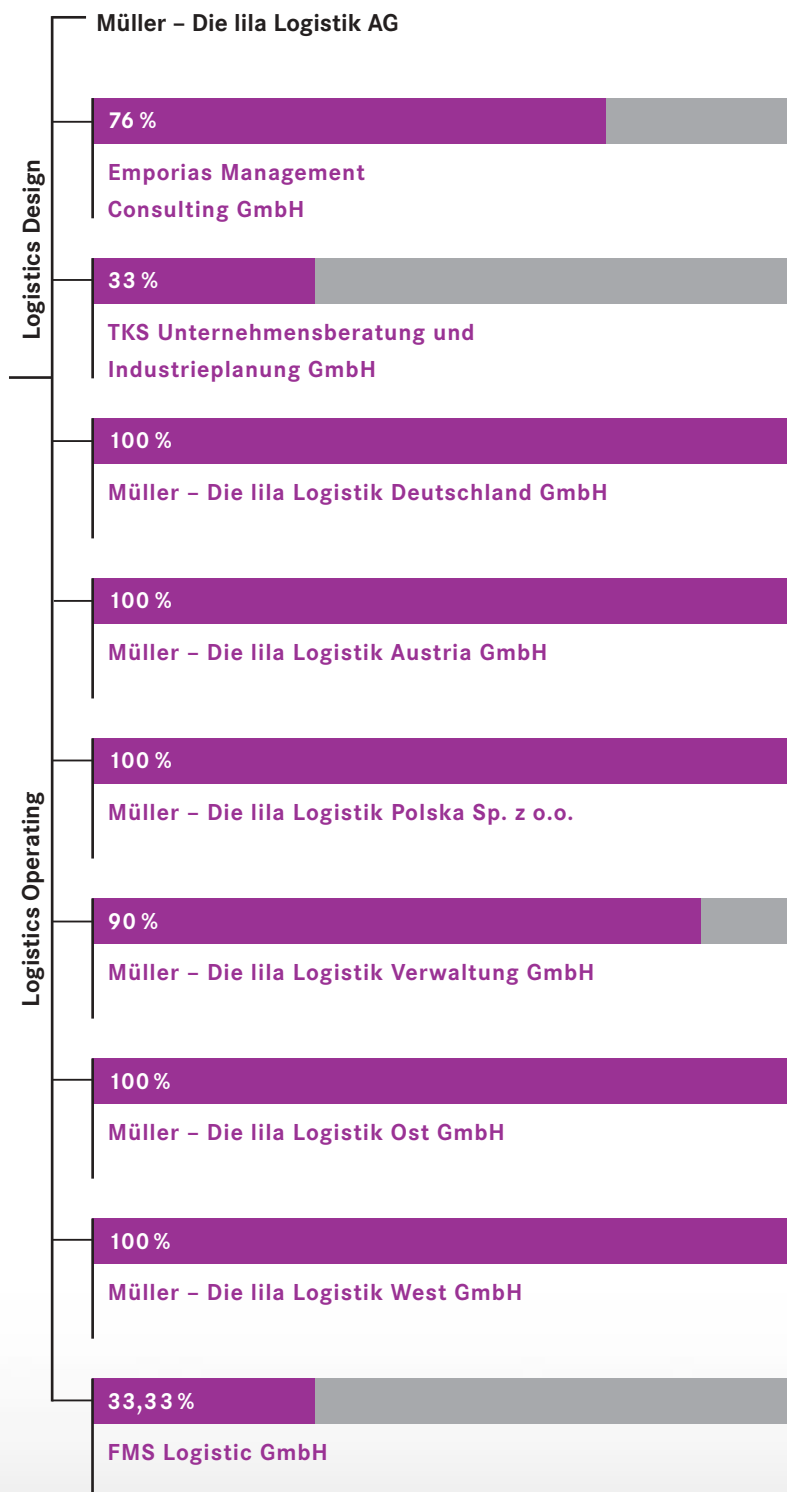 Müller – Die lila Logistik AG
Logistics Design
76 %
Emporias Management
Consulting GmbH
33 %
TKS Unternehmensberatung und
Industrieplanung GmbH
Logistics Operating
100 %
Müller – Die lila Logistik Deutschland GmbH
100 %
Müller – Die lila Logistik Austria GmbH
100 %
Müller – Die lila Logistik Polska Sp. z o.o.
90 %
Müller – Die lila Logistik Verwaltung GmbH
100 %
Müller – Die lila Logistik Ost GmbH
100 %
Müller – Die lila Logistik West GmbH
33,33 %
FMS Logistic GmbH